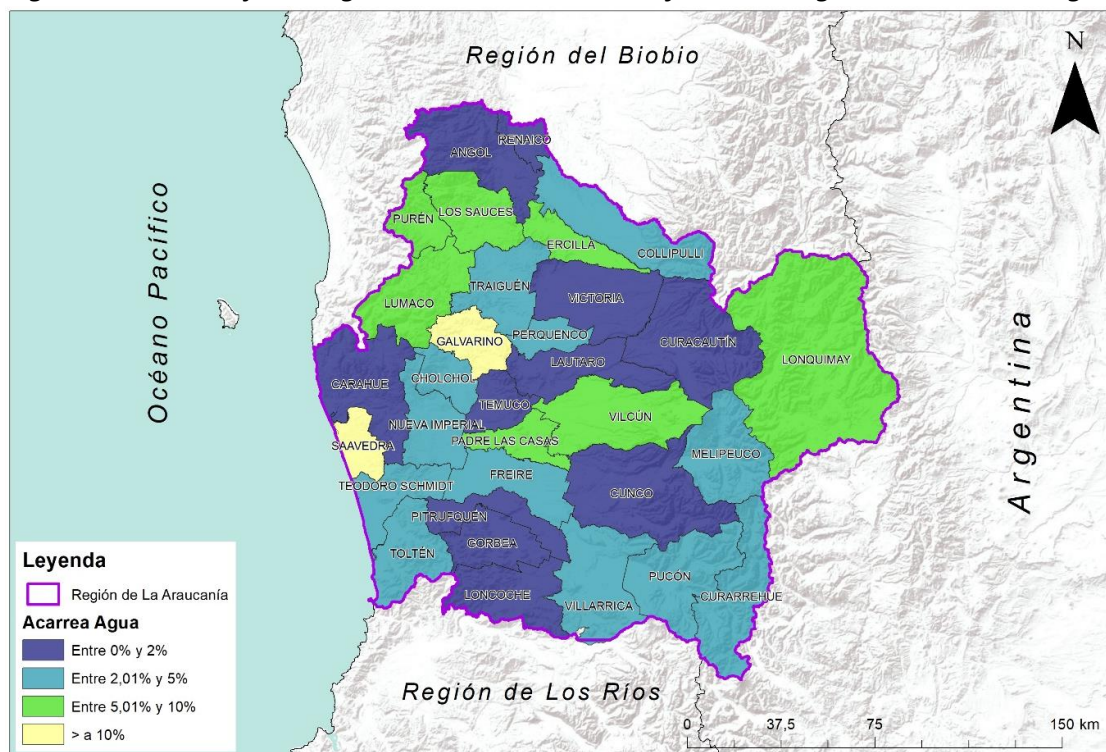 Región del Biobio
N
RENAICO
ANGOL
LOS SAUCES
PURÉN
ERCILLA
COLLIPULLI
TRAIGUÉN
VICTORIA
LUMACO
PERQUENCO
GALVARINO
CURACAUTÍN
LONQUIMAY
LAUTARO
CHOLCHOL
CARAHUE
TEMUCO
VILCÚN
NUEVA IMPERIAL
PADRE LAS CASAS
SAAVEDRA
MELIPEUCO
FREIRE
TEODORO SCHMIDT
CUNCO
PITRUFQUÉN
GORBEA
TOLTÉN
PUCÓN
LONCOCHE
VILLARRICA
CURARREHUE
Océano Pacífico
Argentina
Región de Los Ríos
Leyenda
Región de La Araucanía
Acarrea Agua
Entre 0% y 2%
Entre 2,01% y 5%
Entre 5,01% y 10%
> a 10%
0 37,5 75 150 km